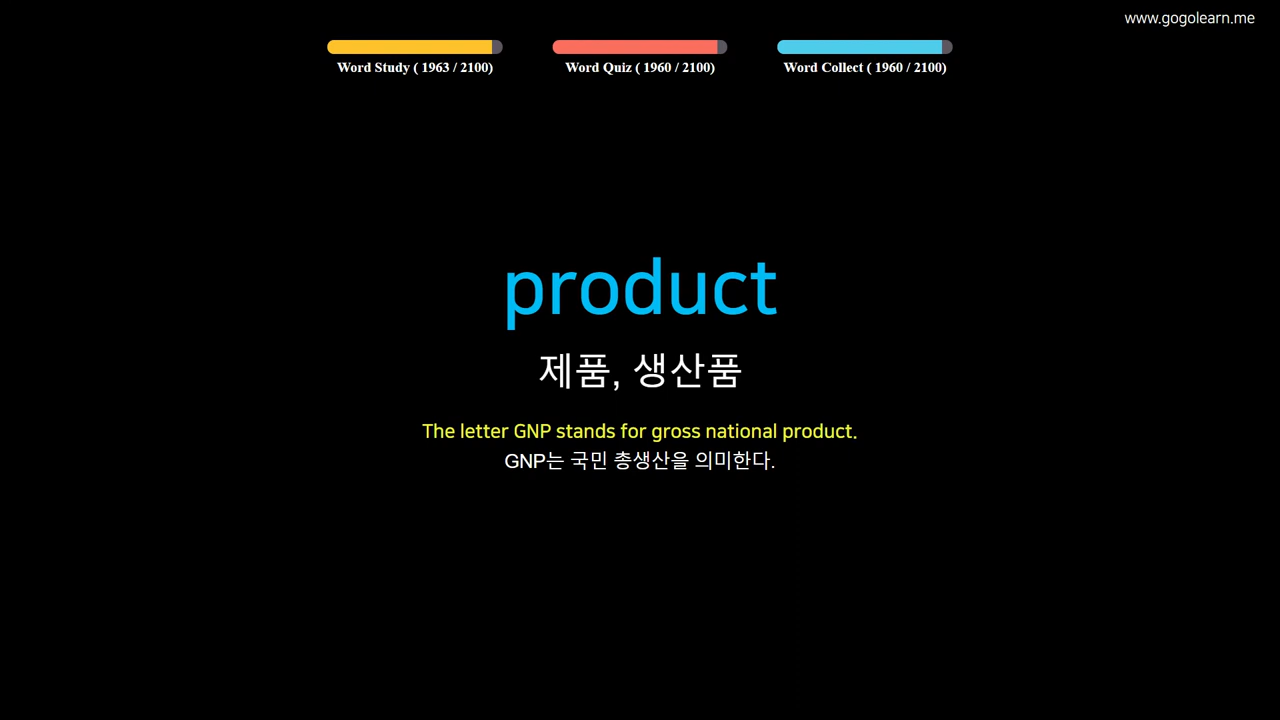 www.gogolearn.me
Word Study ( 1963 / 2100)
Word Quiz ( 1960 / 2100)
Word Collect ( 1960 / 2100)
product
제품, 생산품
The letter GNP stands for gross national product.
GNP는 국민 총생산을 의미한다.